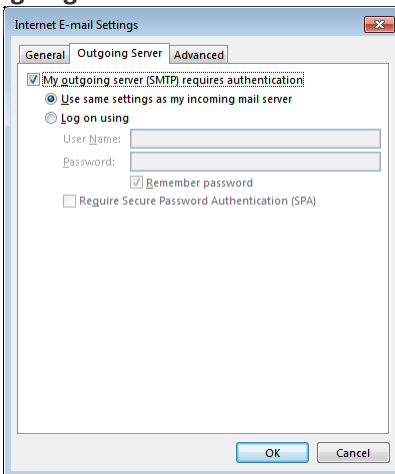 Internet E-mail Settings
General Outgoing Server Advanced
My outgoing server (SMTP) requires authentication
Use same settings as my incoming mail server
Log on using
User Name:
Password:
Remember password
Require Secure Password Authentication (SPA)
OK Cancel